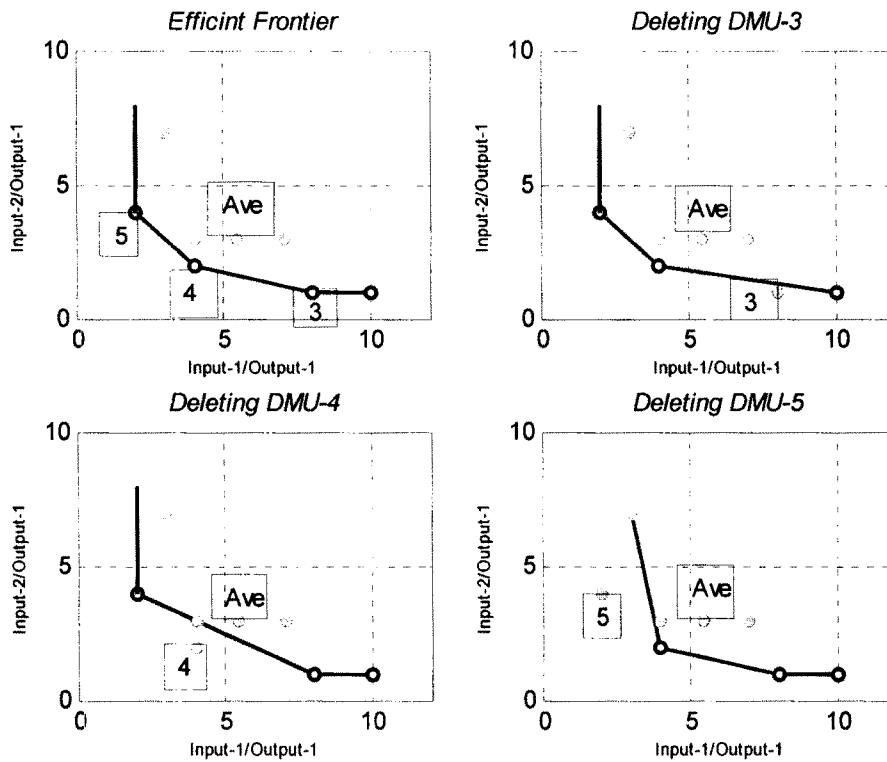 Efficint Frontier
10
Input-2/Output-1
5
0
Ave
5
4
3
0
5
10
Input-1/Output-1
Deleting DMU-3
10
Input-2/Output-1
5
0
Ave
3
0
5
10
Input-1/Output-1
Deleting DMU-4
10
Input-2/Output-1
5
0
Ave
4
0
5
10
Input-1/Output-1
Deleting DMU-5
10
Input-2/Output-1
5
0
Ave
5
0
5
10
Input-1/Output-1